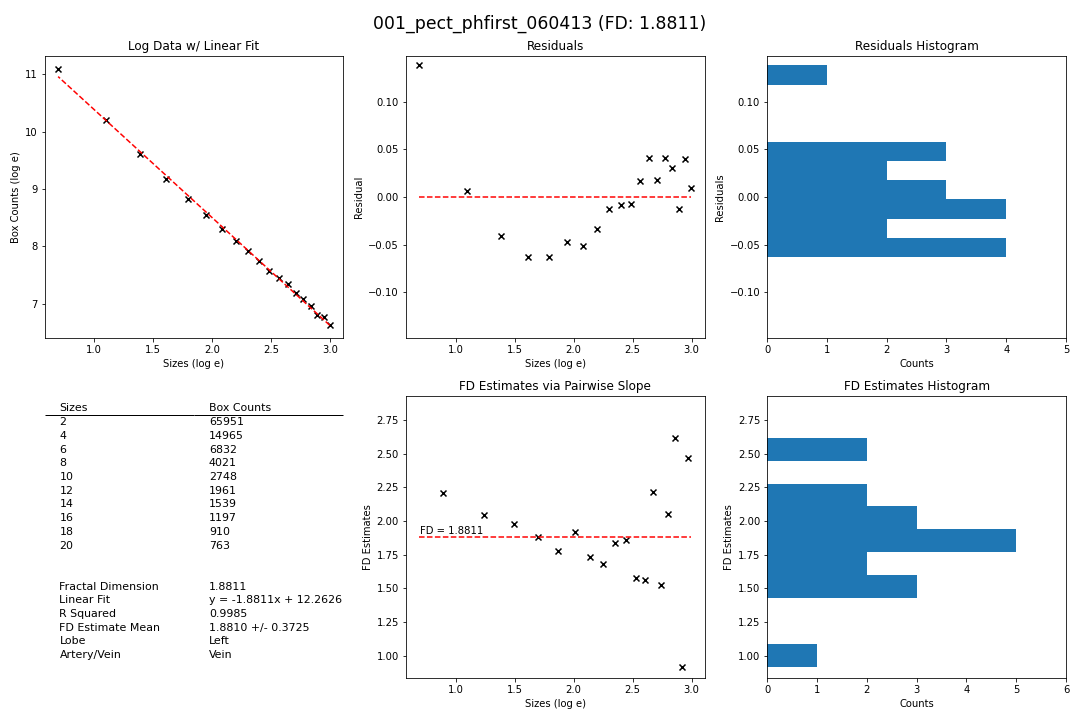 001_pect_phfirst_060413 (FD: 1.8811)
Log Data w/ Linear Fit
Box Counts (log e)
11
10
9
8
7
1.0 1.5 2.0 2.5 3.0
Sizes (log e)
Residuals
Residual
0.10
0.05
0.00
−0.05
−0.10
1.0 1.5 2.0 2.5 3.0
Sizes (log e)
Residuals Histogram
Residuals
0.10
0.05
0.00
−0.05
−0.10
0 1 2 3 4 5
Counts
Sizes Box Counts
2 65951
4 14965
6 6832
8 4021
10 2748
12 1961
14 1539
16 1197
18 910
20 763
Fractal Dimension 1.8811
Linear Fit y = -1.8811x + 12.2626
R Squared 0.9985
FD Estimate Mean 1.8810 +/- 0.3725
Lobe Left
Artery/Vein Vein
FD Estimates via Pairwise Slope
FD Estimates
2.75
2.50
2.25
2.00
1.75
1.50
1.25
1.00
FD = 1.8811
1.0 1.5 2.0 2.5 3.0
Sizes (log e)
FD Estimates Histogram
FD Estimates
2.75
2.50
2.25
2.00
1.75
1.50
1.25
1.00
0 1 2 3 4 5 6
Counts